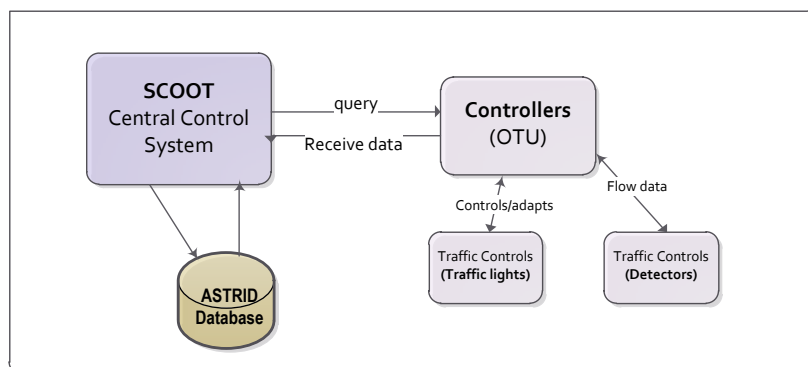 SCOOT
Central Control
System
query
Receive data
Controllers
(OTU)
Controls/adapts
Flow data
Traffic Controls
(Traffic lights)
Traffic Controls
(Detectors)
ASTRID
Database